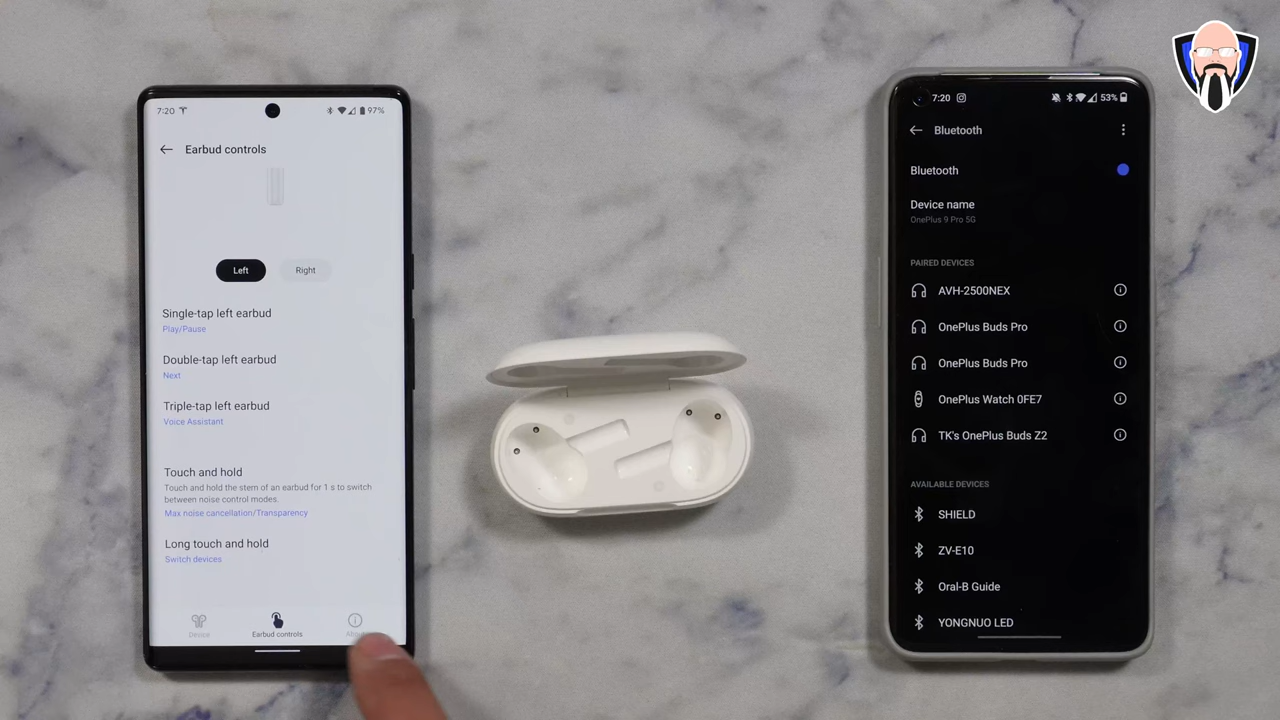 7:20
97%
Earbud controls
Left
Right
Single-tap left earbud
Play/Pause
Double-tap left earbud
Next
Triple-tap left earbud
Voice Assistant
Touch and hold
Touch and hold the stem of an earbud for 1 s to switch
between noise control modes.
Max noise cancellation/Transparency
Long touch and hold
Switch devices
Device
Earbud controls
7:20
53%
Bluetooth
Bluetooth
Device name
OnePlus 9 Pro 5G
PAIRED DEVICES
AVH-2500NEX
OnePlus Buds Pro
OnePlus Buds Pro
OnePlus Watch 0FE7
TK's OnePlus Buds Z2
AVAILABLE DEVICES
SHIELD
ZV-E10
Oral-B Guide
YONGNUO LED